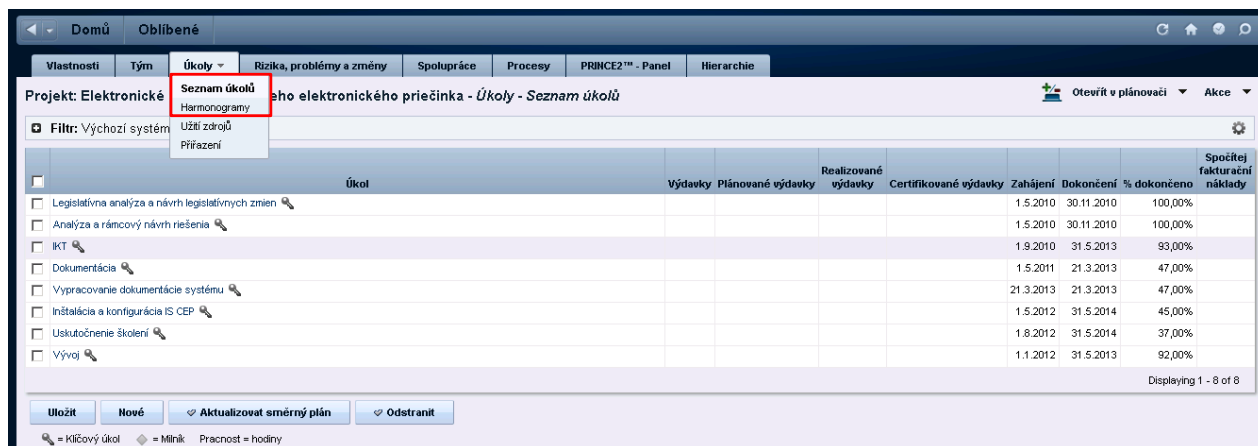 Domů Oblíbené
Vlastnosti Tým Úkoly Rizika, problémy a změny Spolupráce Procesy PRINCE2™ - Panel Hierarchie
Seznam úkolů
Harmonogramy
Užití zdrojů
Přiřazení
Projekt: Elektronické eho elektronického priečinka - Úkoly - Seznam úkolů
Otevřít v plánovači Akce
Filtr: Výchozí systém
Úkol Výdavky Plánované výdavky Realizované výdavky Certifikované výdavky Zahájení Dokončení % dokončeno Spočítej fakturační náklady
Legislatívna analýza a návrh legislatívnych zmien 1.5.2010 30.11.2010 100,00%
Analýza a rámcový návrh riešenia 1.5.2010 30.11.2010 100,00%
IKT 1.9.2010 31.5.2013 93,00%
Dokumentácia 1.5.2011 21.3.2013 47,00%
Vypracovanie dokumentácie systému 21.3.2013 21.3.2013 47,00%
Inštalácia a konfigurácia IS CEP 1.5.2012 31.5.2014 45,00%
Uskutočnenie školení 1.8.2012 31.5.2014 37,00%
Vývoj 1.1.2012 31.5.2013 92,00%
Displaying 1 - 8 of 8
Uložit Nové Aktualizovat směrný plán Odstranit
= Klíčový úkol = Milník Pracnost = hodiny